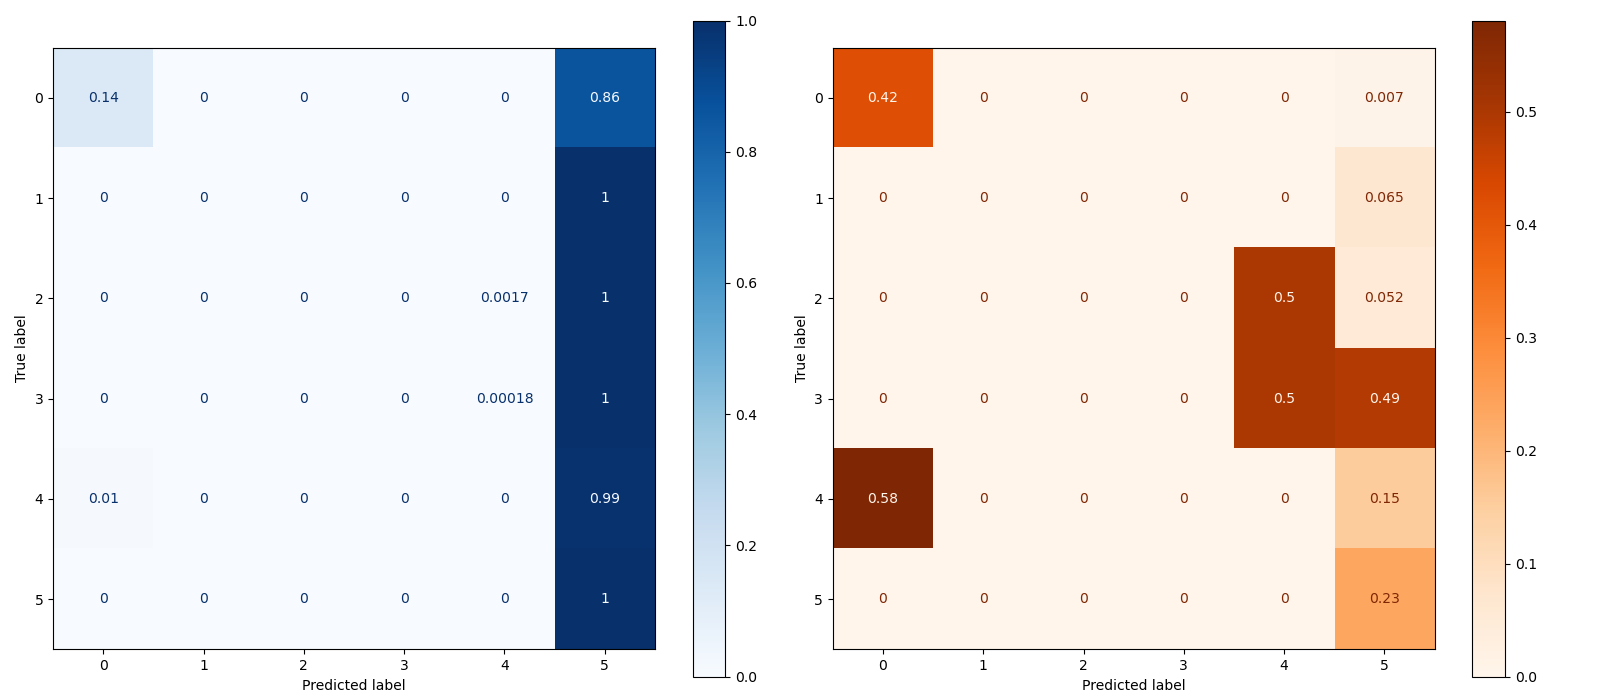 1.0
0 0.14 0 0 0 0 0.86
0.8
1 0 0 0 0 0 1
0.6
2 0 0 0 0 0.0017 1
True label
3 0 0 0 0 0.00018 1
0.4
4 0.01 0 0 0 0 0.99
0.2
5 0 0 0 0 0 1
0 1 2 3 4 5
0.0
Predicted label
0 0.42 0 0 0 0 0.007
0.5
1 0 0 0 0 0 0.065
0.4
2 0 0 0 0 0.5 0.052
0.3
True label
3 0 0 0 0 0.5 0.49
0.2
4 0.58 0 0 0 0 0.15
0.1
5 0 0 0 0 0 0.23
0 1 2 3 4 5
0.0
Predicted label